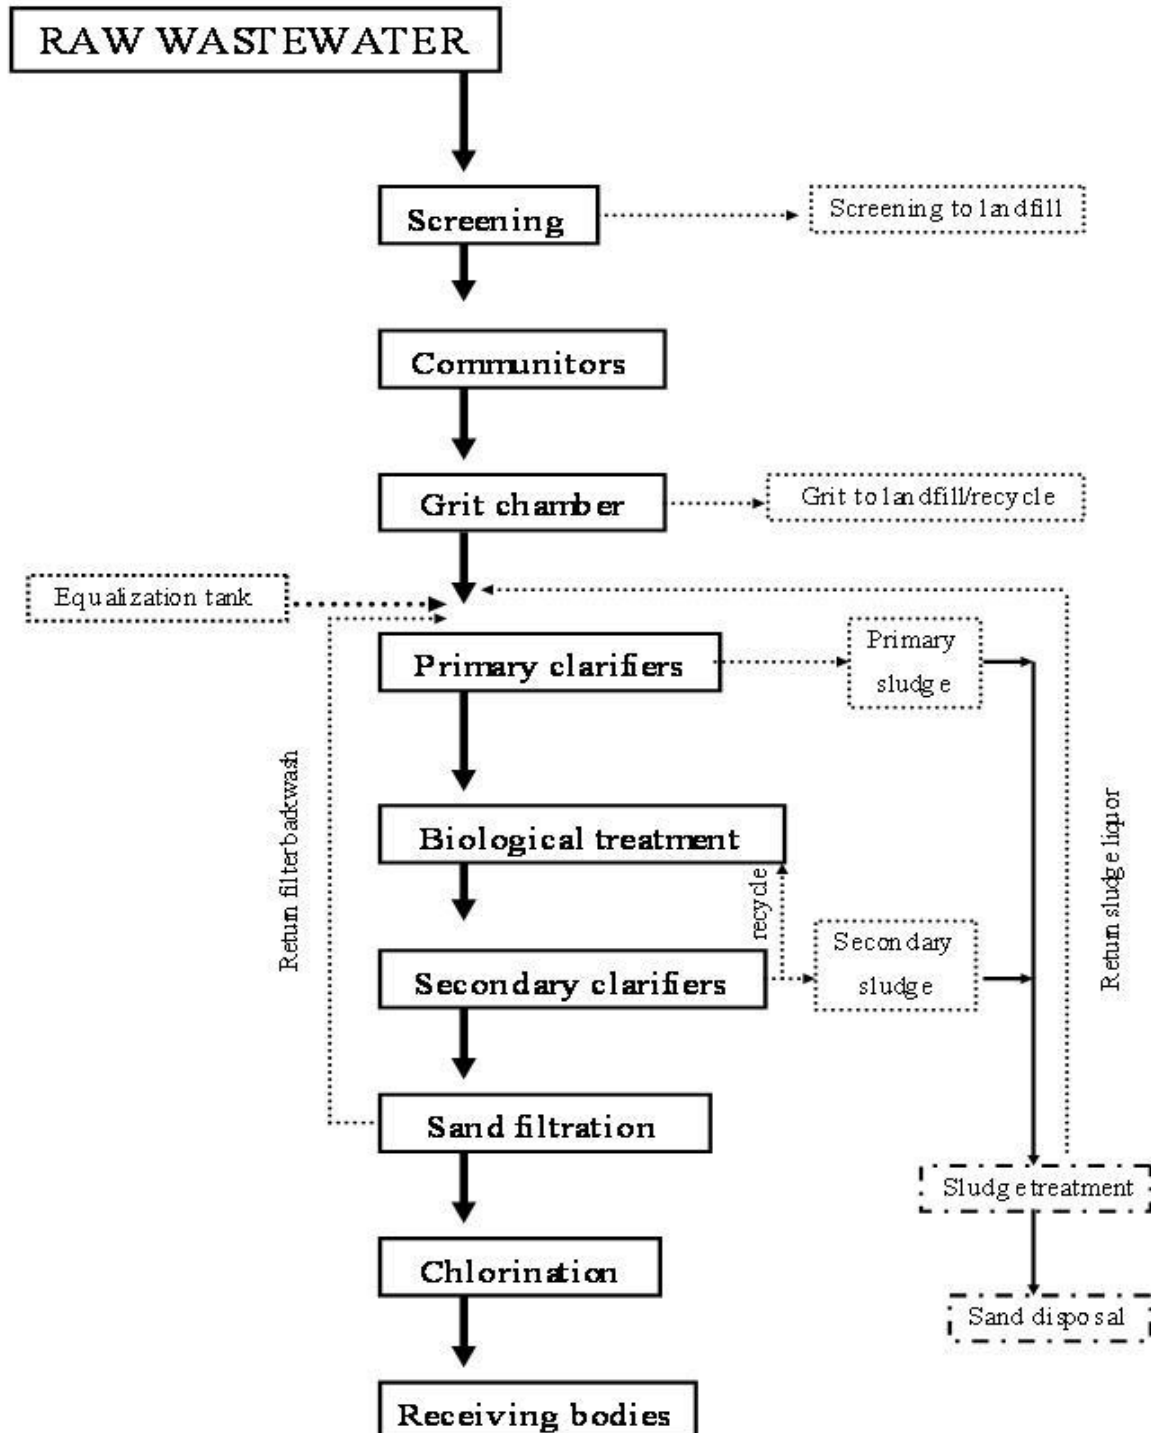 RAW WASTEWATER
Screening
Screening to landfill
Communitors
Grit chamber
Grit to landfill/recycle
Equalization tank
Primary clarifiers
Primary
sludge
Return filter backwash
Biological treatment
recycle
Return sludge liquor
Secondary clarifiers
Secondary
sludge
Sand filtration
Sludge treatment
Chlorination
Sand disposal
Receiving bodies